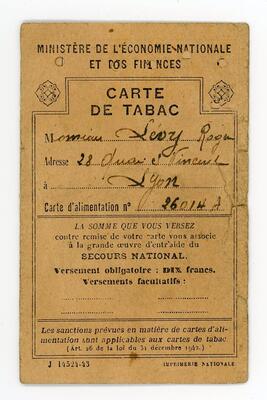 MINISTÈRE DE L'ÉCONOMIE NATIONALE
ET DES FINANCES
CARTE
DE TABAC
Monsieur Lévy Roger
Adresse 28 Quai St Vincent
à Lyon
Carte d'alimentation n° 26014 A
LA SOMME QUE VOUS VERSEZ
contre remise de votre carte vous associe
à la grande œuvre d'entr'aide du
SECOURS NATIONAL.
Versement obligatoire : DIX francs.
Versements facultatifs :
Les sanctions prévues en matière de cartes d'ali-
mentation sont applicables aux cartes de tabac.
(Art. 26 de la loi du 31 décembre 1942.)
J 14521-43 IMPRIMERIE NATIONALE